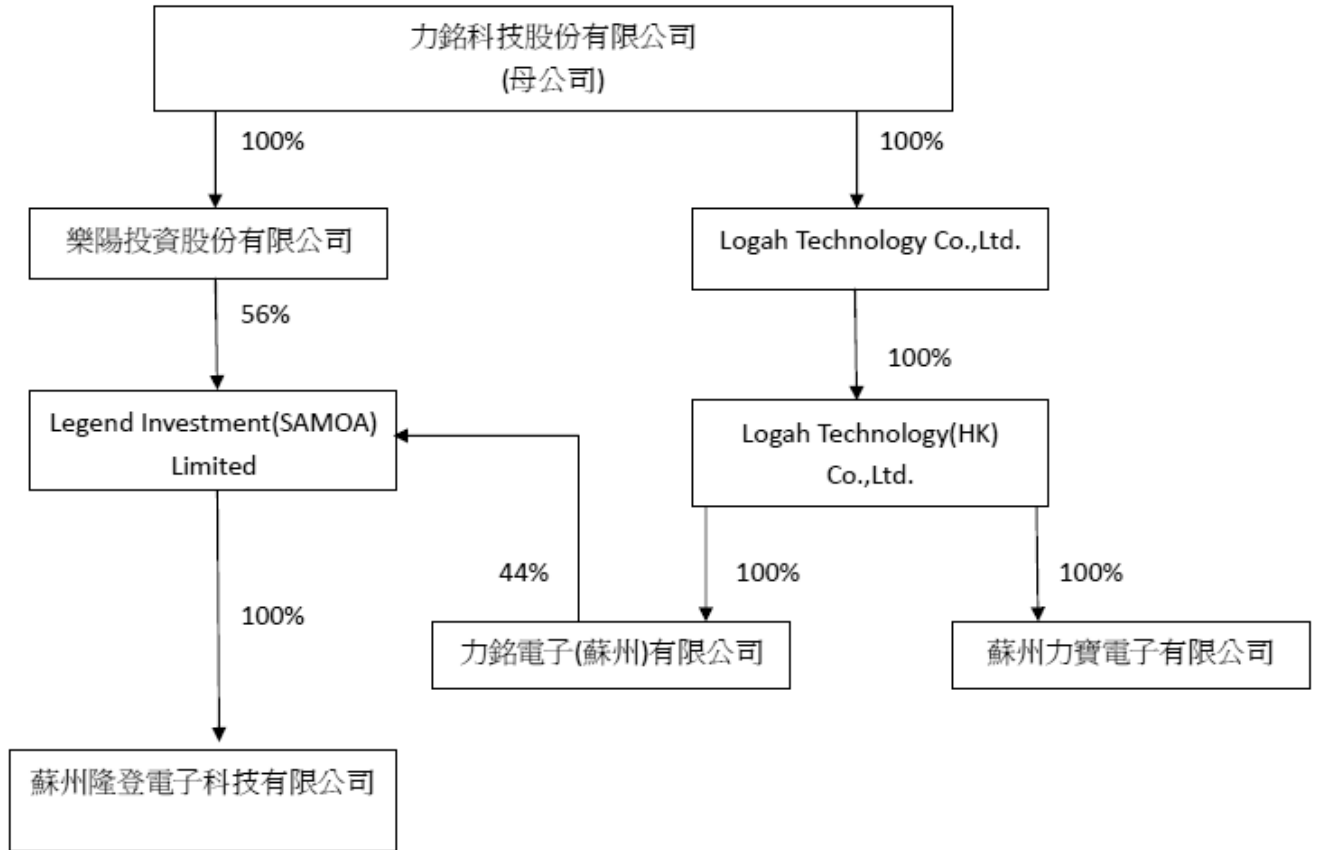 力銘科技股份有限公司
(母公司)
100%
100%
樂陽投資股份有限公司
Logah Technology Co.,Ltd.
56%
100%
Legend Investment(SAMOA)
Limited
Logah Technology(HK)
Co.,Ltd.
44%
100%
100%
100%
力銘電子(蘇州)有限公司
蘇州力寶電子有限公司
蘇州隆登電子科技有限公司